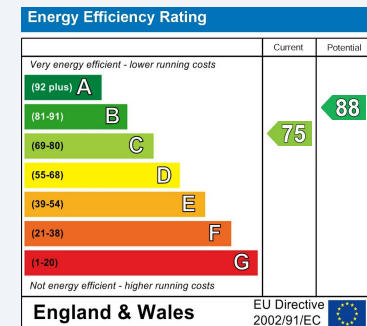 Energy Efficiency Rating
Current Potential
Very energy efficient - lower running costs
(92 plus) A
(81-91) B
88
(69-80) C
75
(55-68) D
(39-54) E
(21-38) F
(1-20) G
Not energy efficient - higher running costs
England & Wales
EU Directive
2002/91/EC